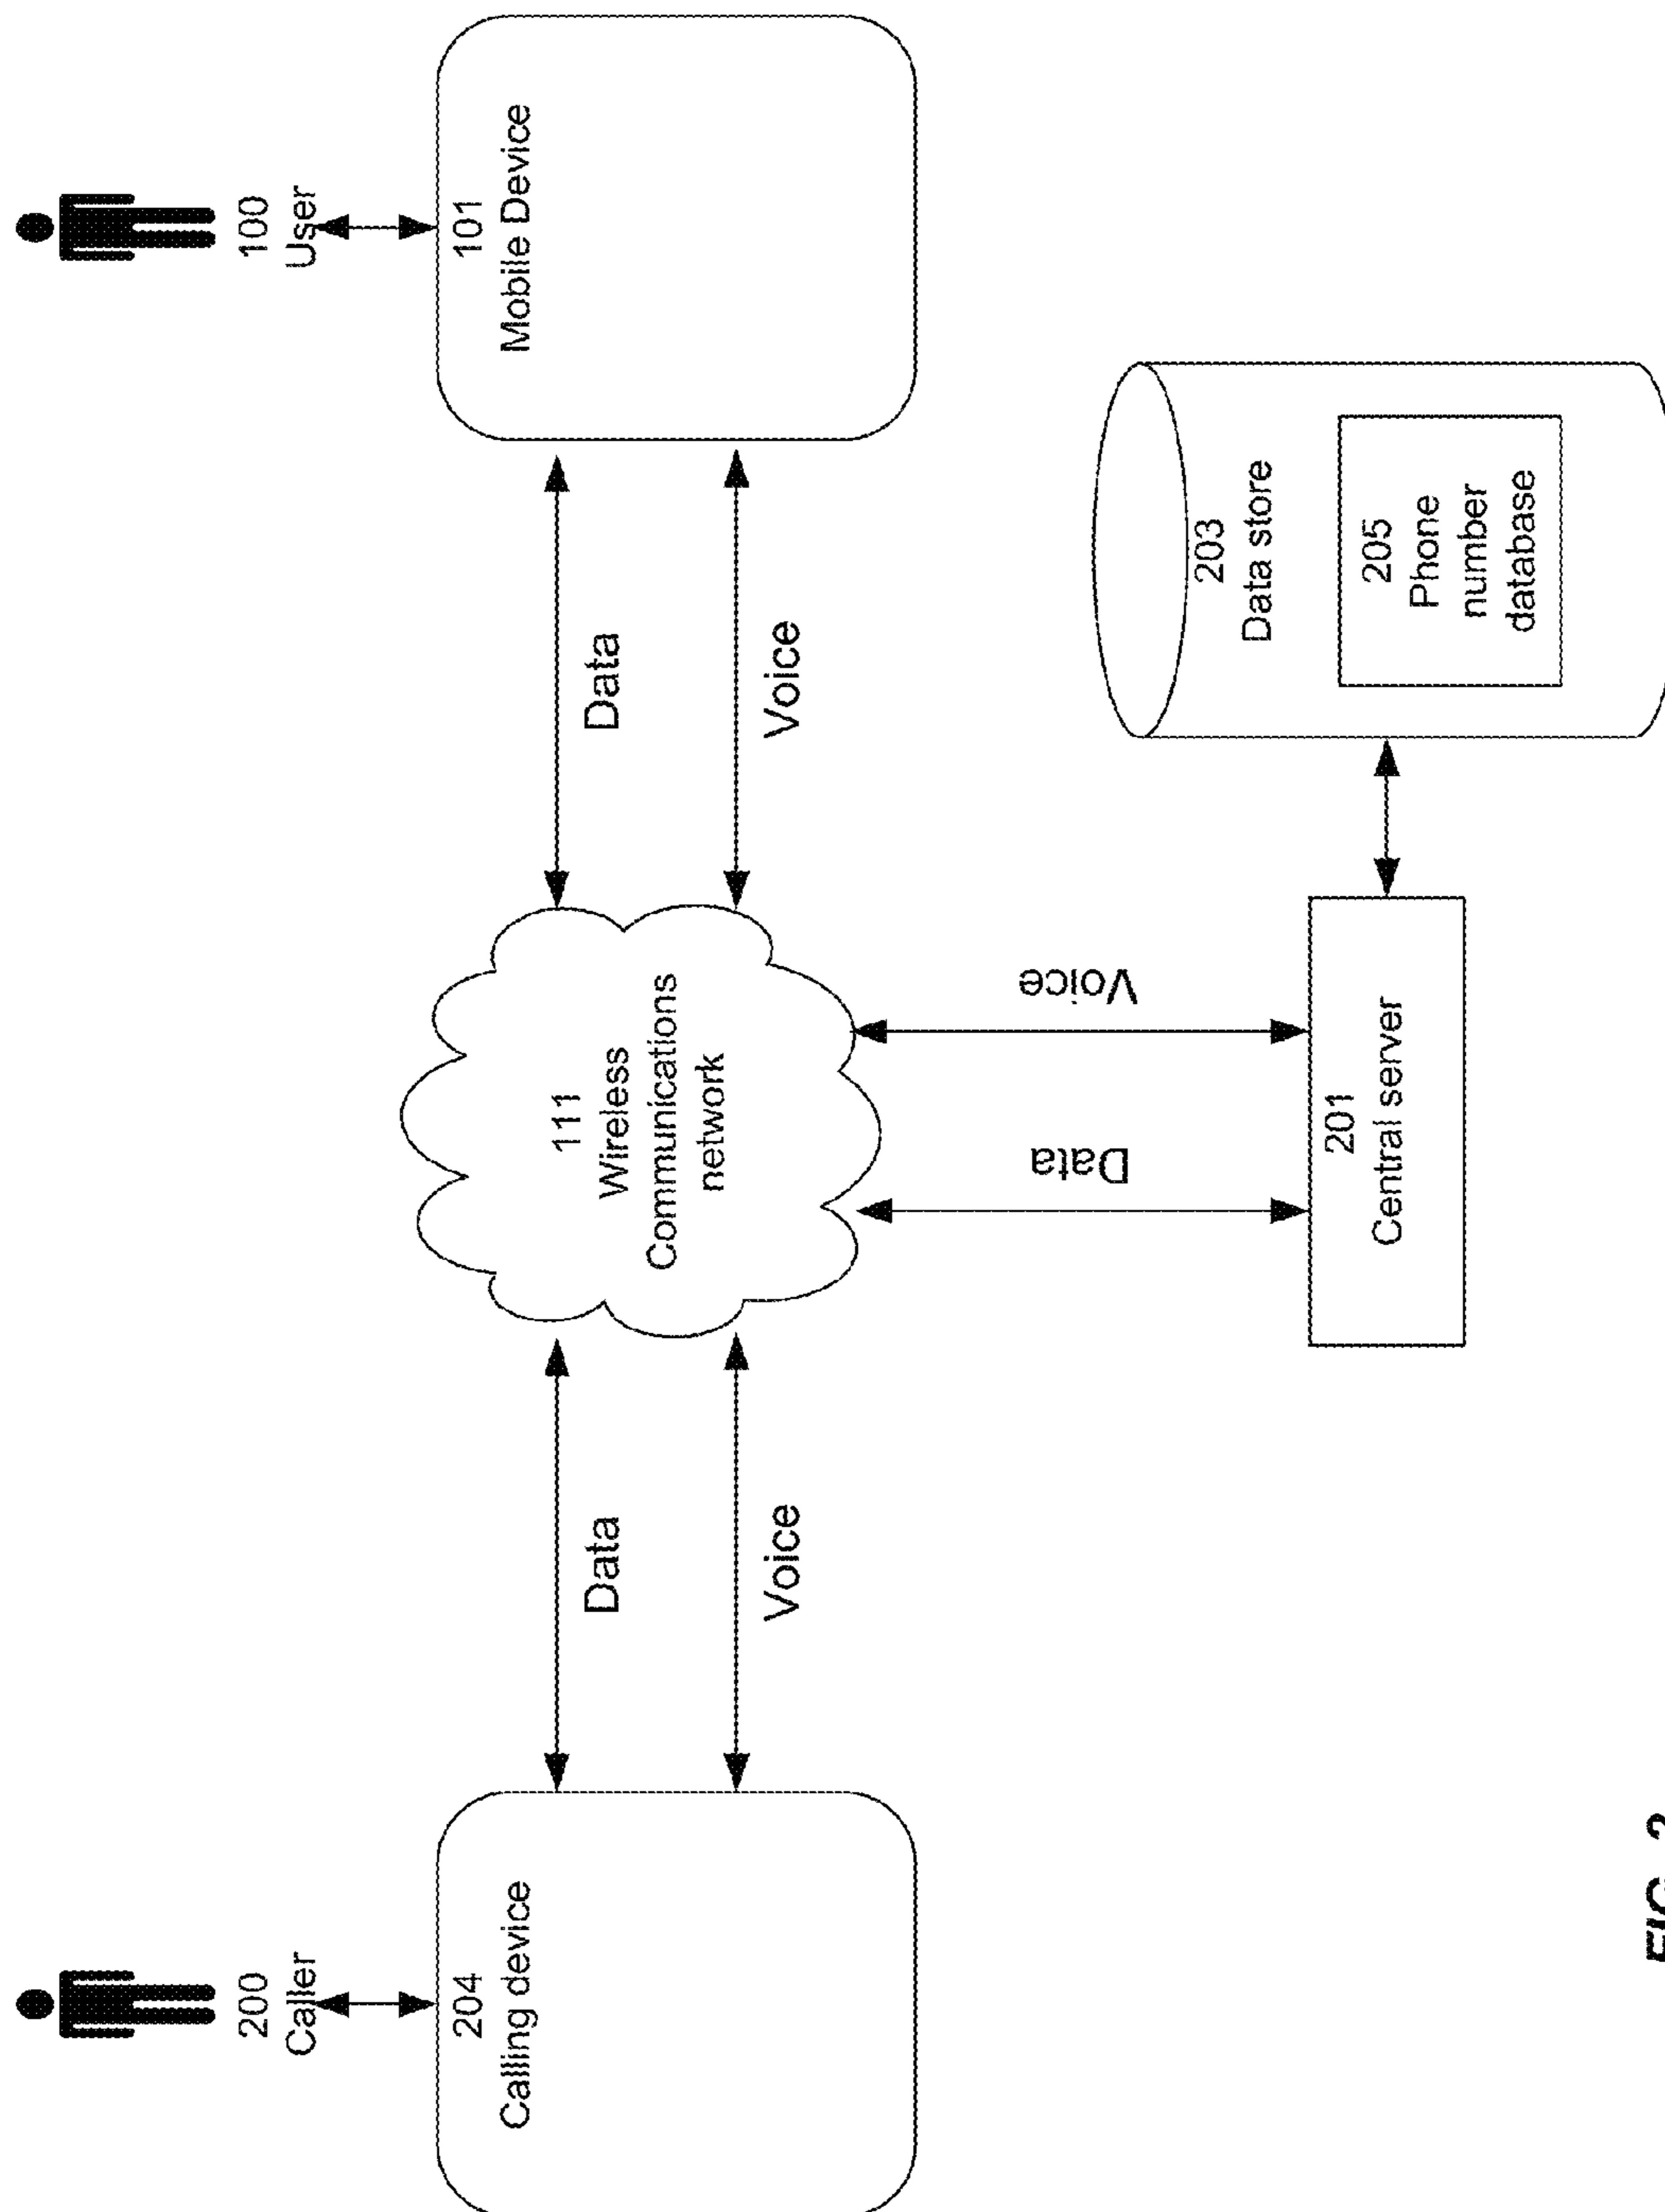 200
Caller
100
User
204
Calling device
Data
Voice
111
Wireless
Communications
network
Data
Voice
101
Mobile Device
Data
Voice
201
Central server
203
Data store
205
Phone
number
database
FIG. 2